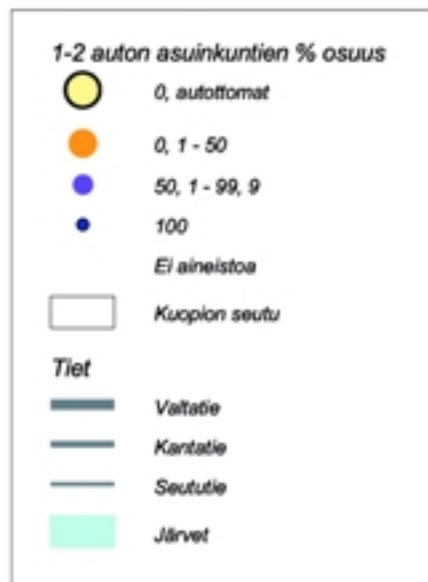 1-2 auton asuinkuntien % osuus
0, autottomat
0, 1 - 50
50, 1 - 99, 9
100
Ei aineistoa
Kuopion seutu
Tiet
Valtatie
Kantatie
Seututie
Järvet